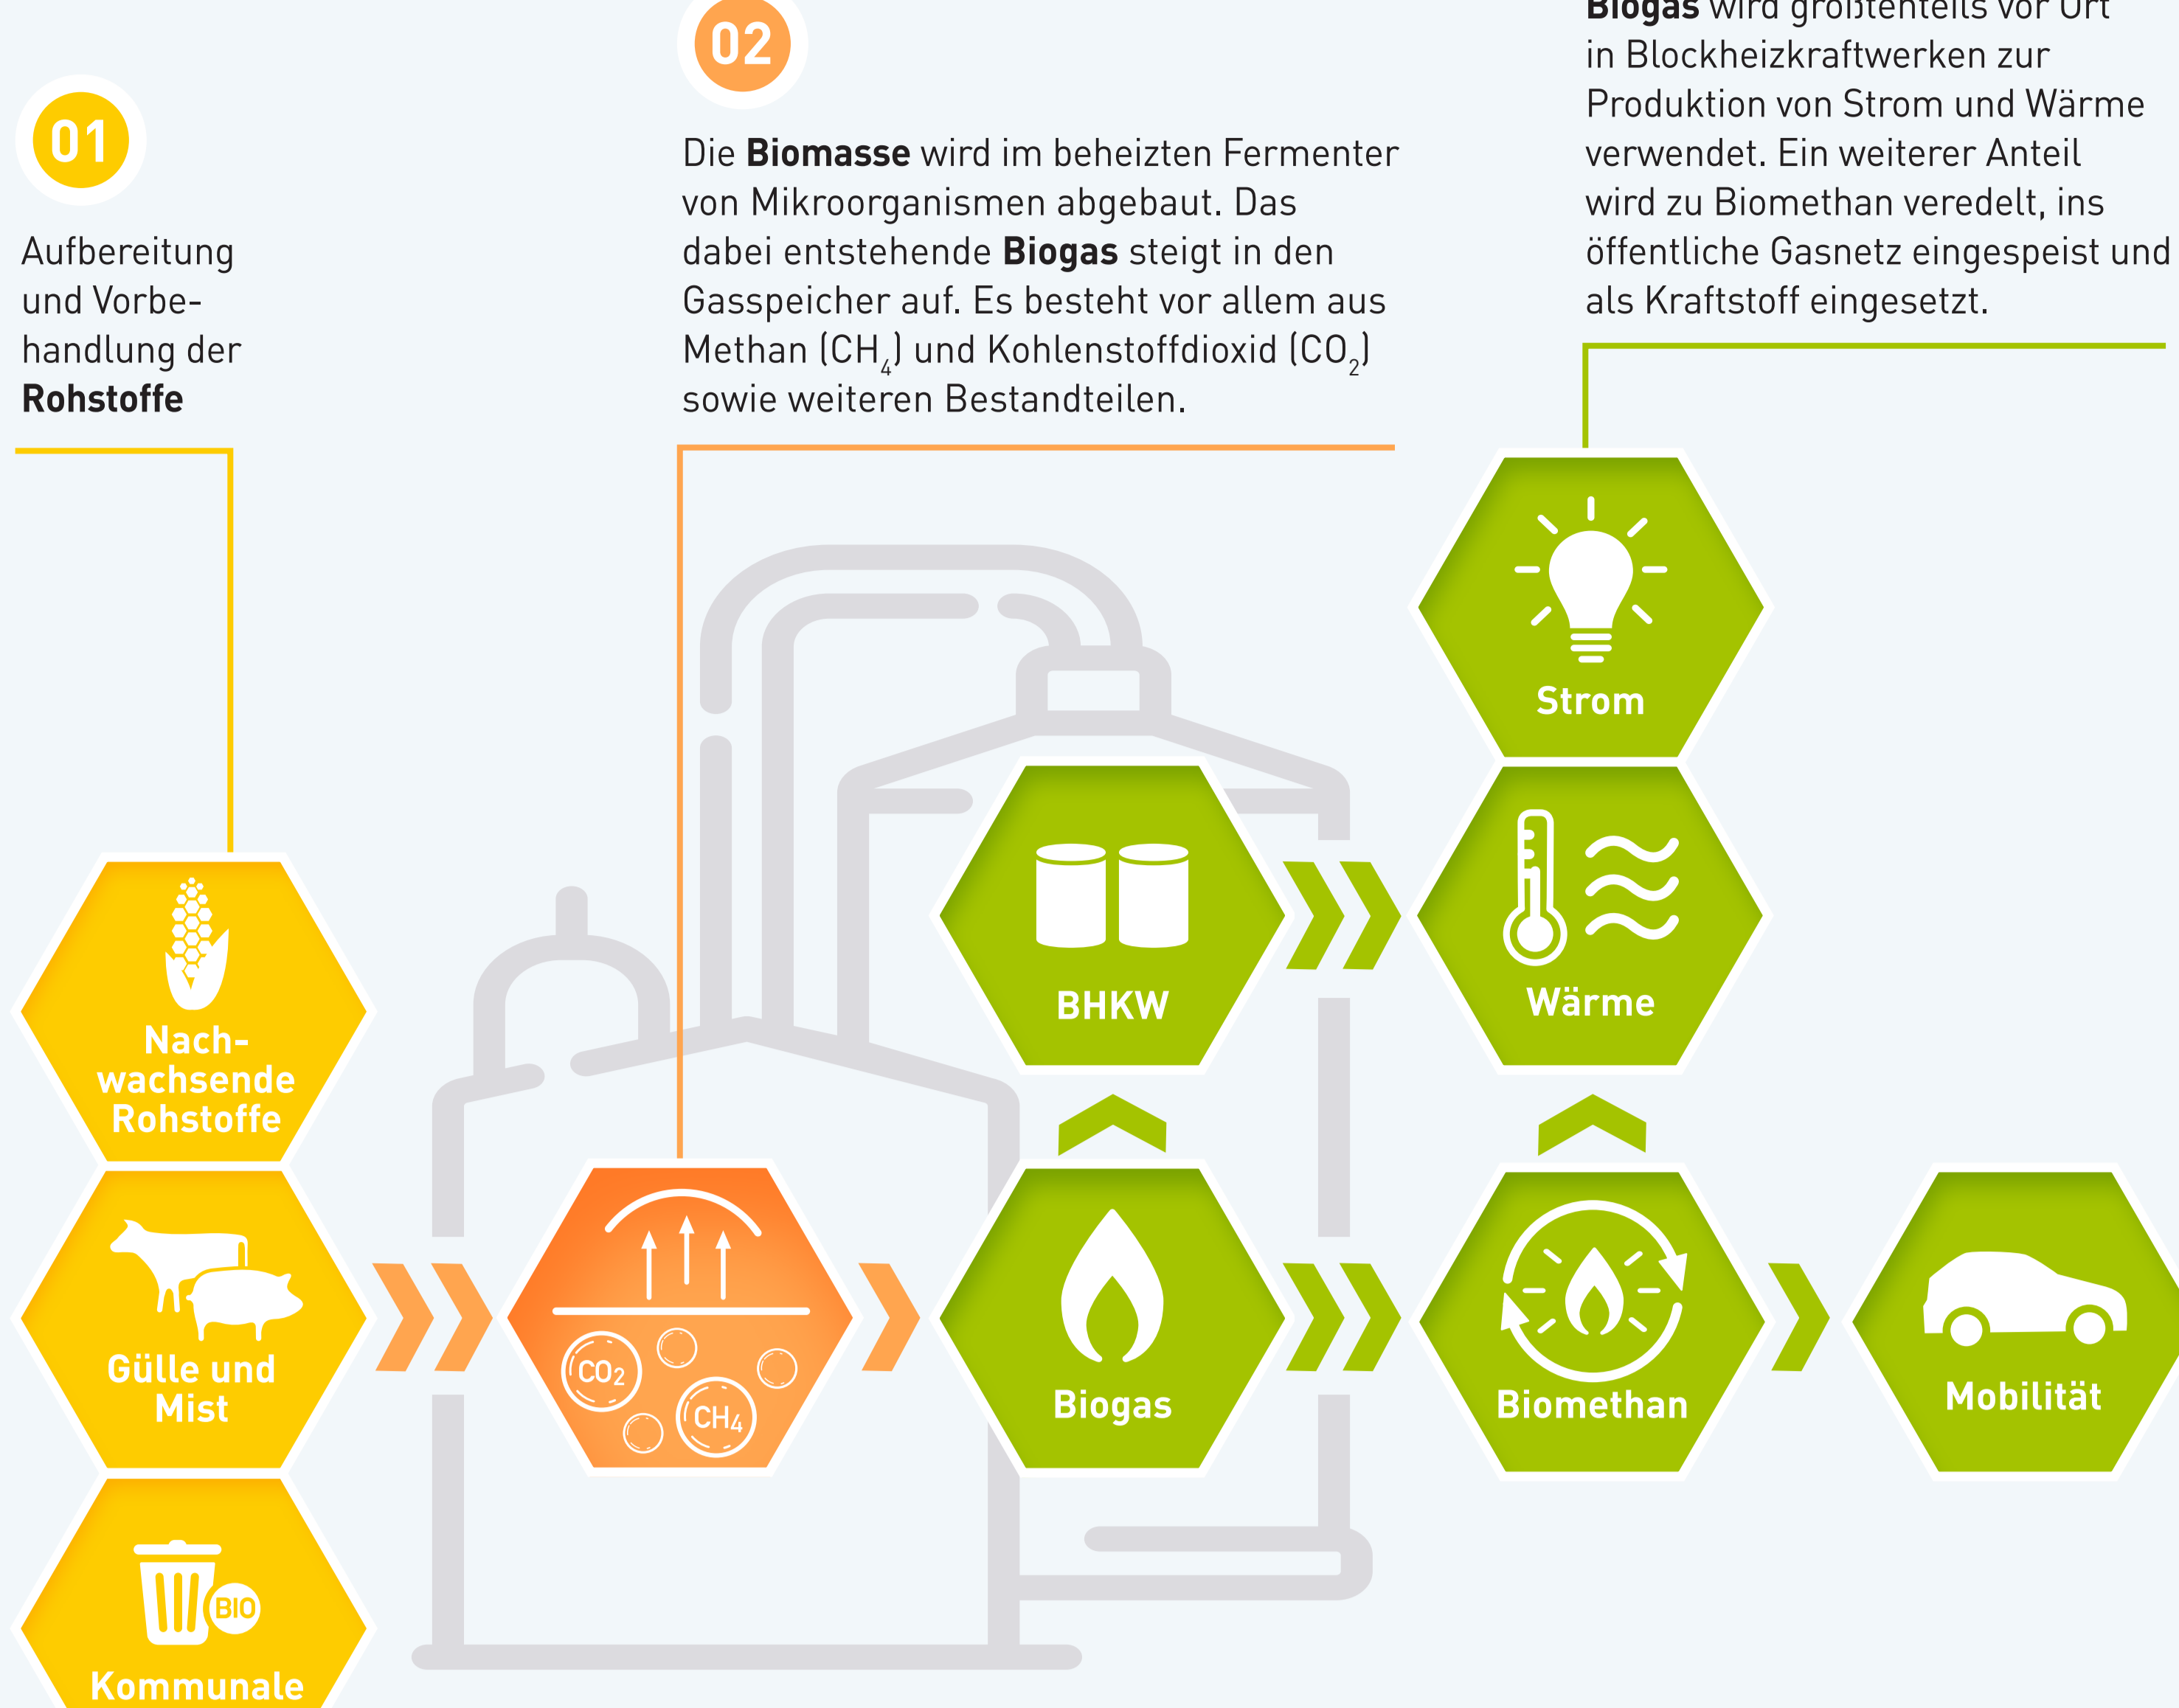 01
Aufbereitung
und Vorbe-
handlung der
Rohstoffe
02
Die Biomasse wird im beheizten Fermenter
von Mikroorganismen abgebaut. Das
dabei entstehende Biogas steigt in den
Gasspeicher auf. Es besteht vor allem aus
Methan (CH₄) und Kohlenstoffdioxid (CO₂)
sowie weiteren Bestandteilen.
Biogas wird größtenteils vor Ort
in Blockheizkraftwerken zur
Produktion von Strom und Wärme
verwendet. Ein weiterer Anteil
wird zu Biomethan veredelt, ins
öffentliche Gasnetz eingespeist und
als Kraftstoff eingesetzt.
Strom
BHKW
Wärme
Nach-
wachsende
Rohstoffe
Gülle und
Mist
CO₂
CH₄
Biogas
Biomethan
Mobilität
BIO
Kommunale